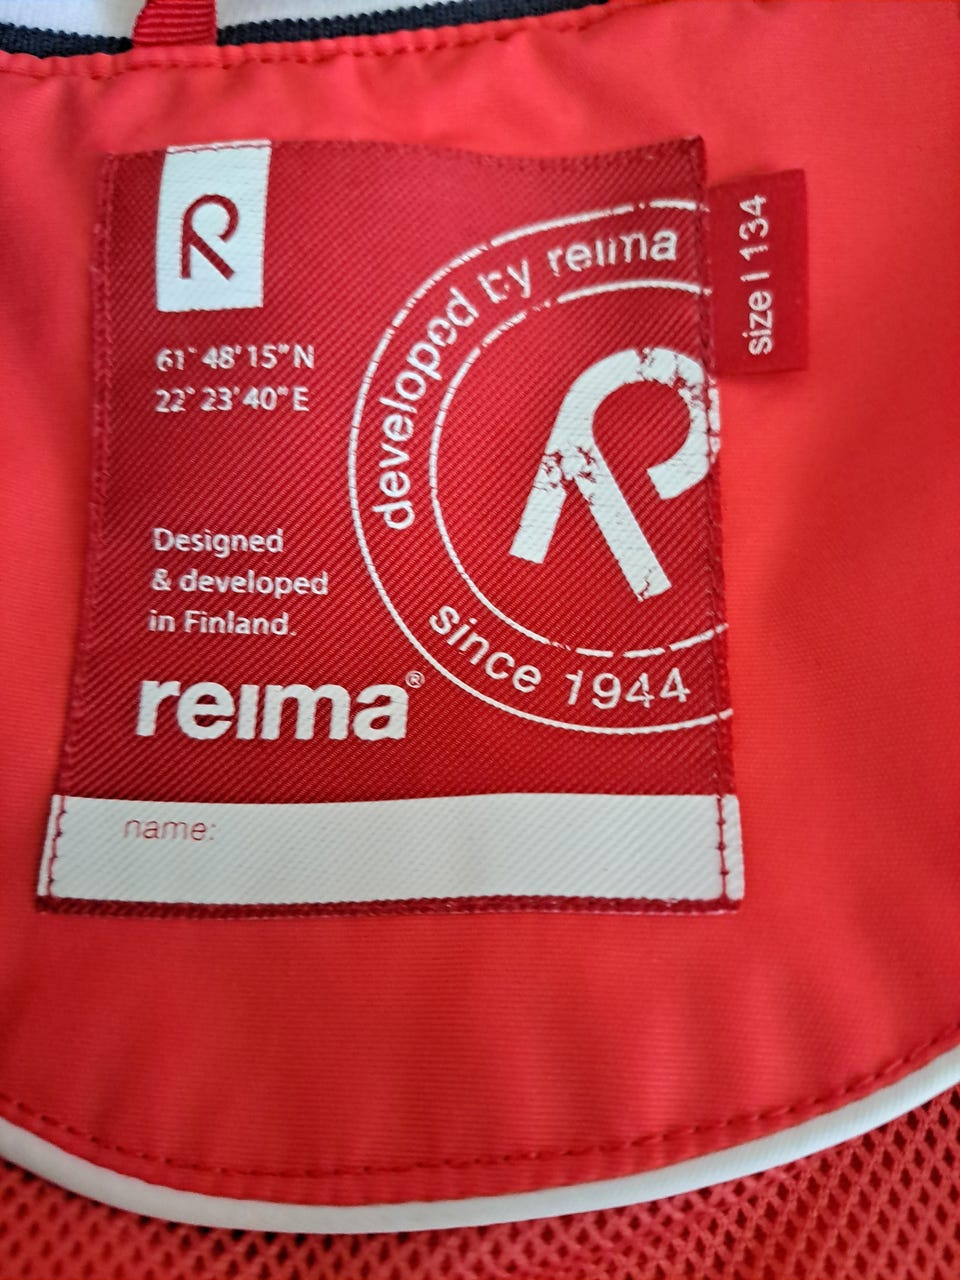 R
61° 48' 15" N
22° 23' 40" E
Designed
& developed
in Finland.
reima®
developed by reima
R
since 1944
name:
size | 134